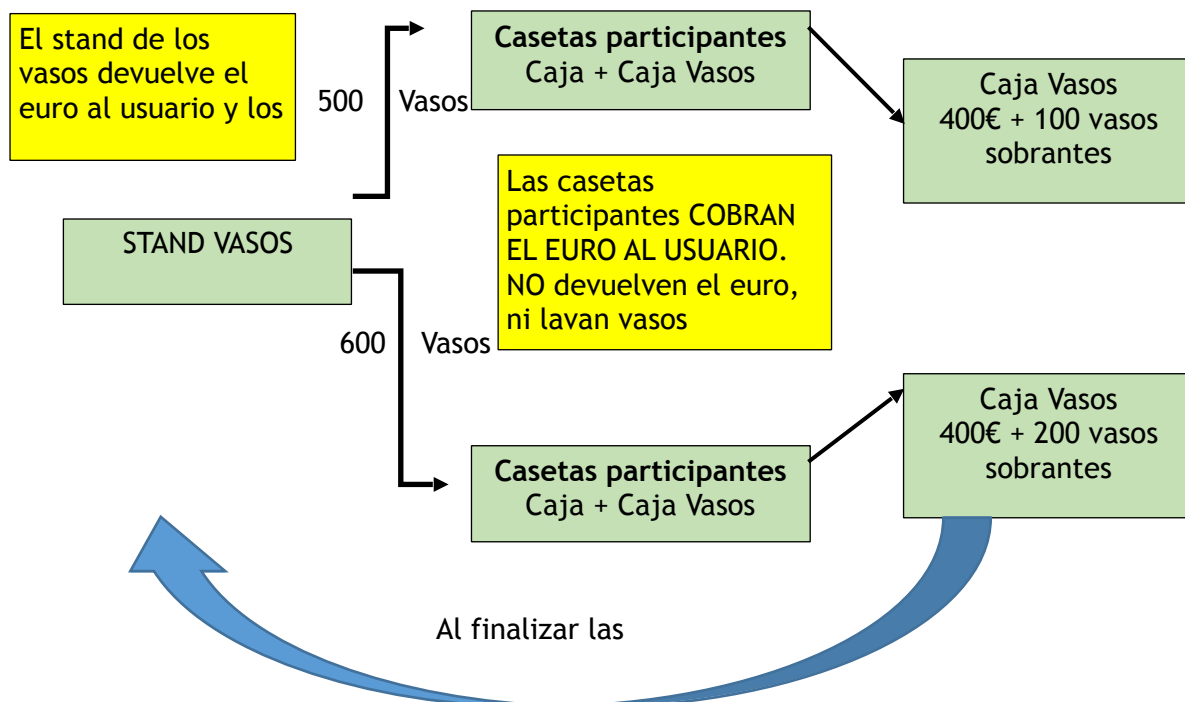 El stand de los
vasos devuelve el
euro al usuario y los
500 Vasos
Casetas participantes
Caja + Caja Vasos
Caja Vasos
400€ + 100 vasos
sobrantes
Las casetas
participantes COBRAN
EL EURO AL USUARIO.
NO devuelven el euro,
ni lavan vasos
STAND VASOS
600 Vasos
Casetas participantes
Caja + Caja Vasos
Caja Vasos
400€ + 200 vasos
sobrantes
Al finalizar las